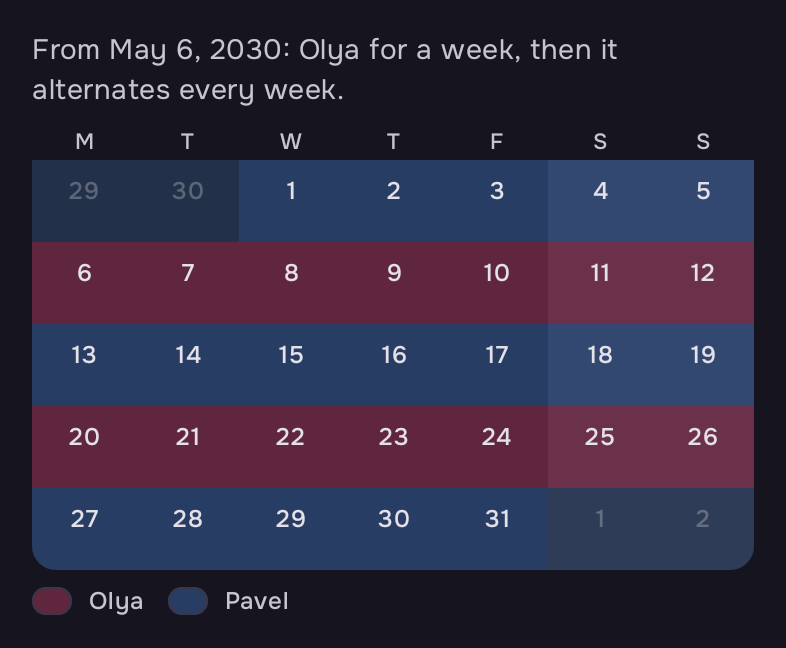 From May 6, 2030: Olya for a week, then it
alternates every week.
M T W T F S S
29 30 1 2 3 4 5
6 7 8 9 10 11 12
13 14 15 16 17 18 19
20 21 22 23 24 25 26
27 28 29 30 31 1 2
Olya Pavel